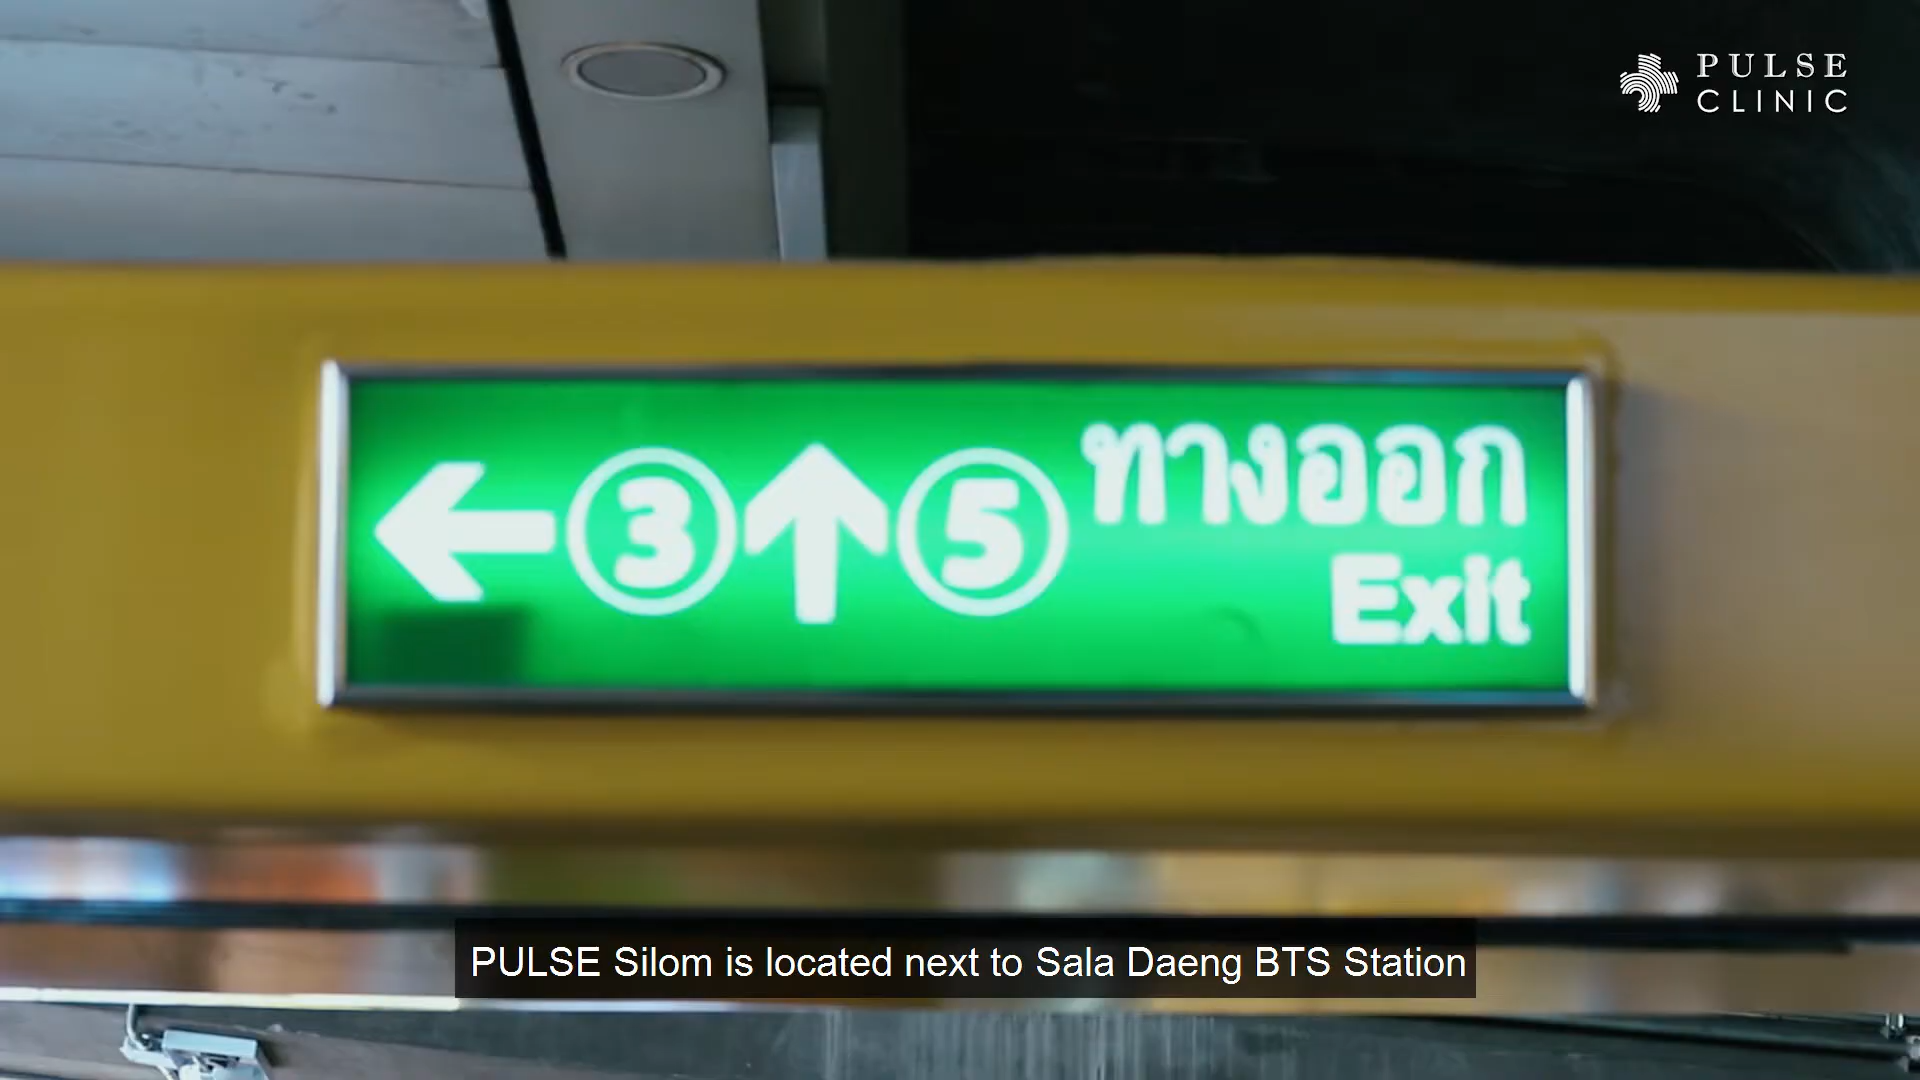 PULSE
CLINIC
3 5 ทางออก
Exit
PULSE Silom is located next to Sala Daeng BTS Station